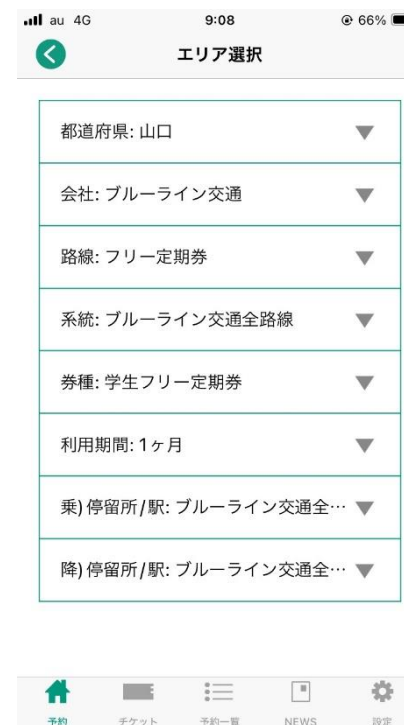 au 4G 9:08 66%
エリア選択
都道府県: 山口
会社: ブルーライン交通
路線: フリー定期券
系統: ブルーライン交通全路線
券種: 学生フリー定期券
利用期間: 1ヶ月
乗) 停留所/駅: ブルーライン交通全…
降) 停留所/駅: ブルーライン交通全…
予約 チケット 予約一覧 NEWS 設定